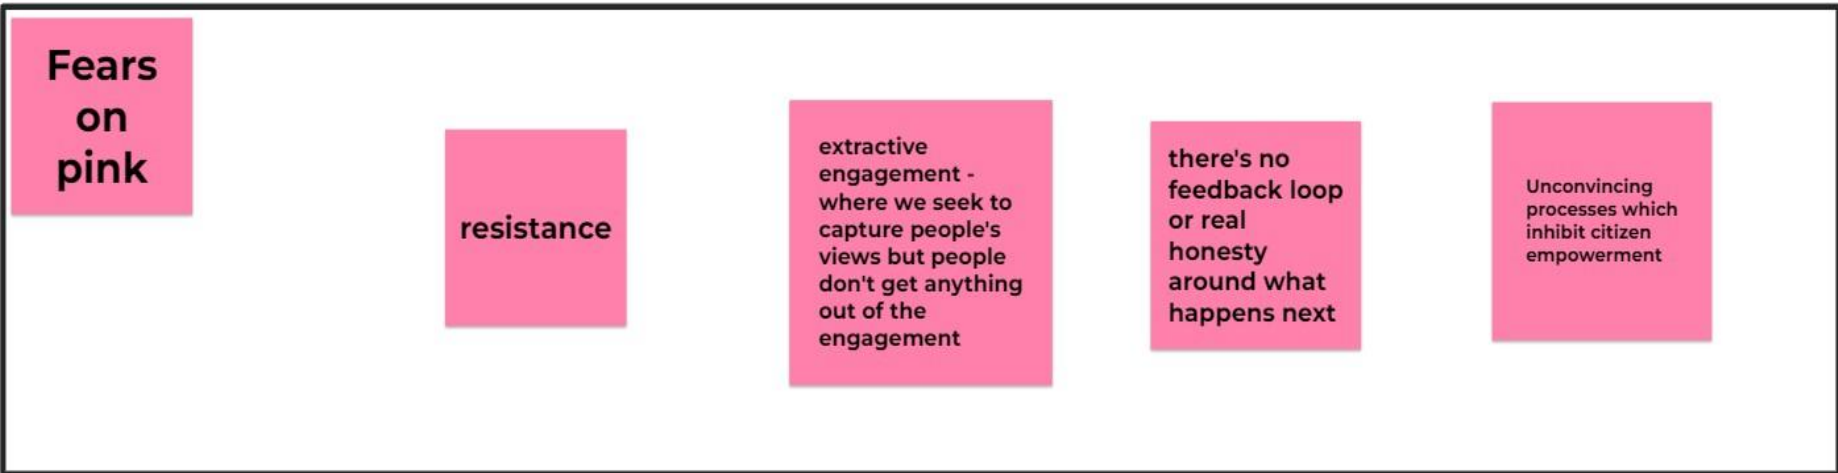 Fears
on
pink
resistance
extractive
engagement -
where we seek to
capture people's
views but people
don't get anything
out of the
engagement
there's no
feedback loop
or real
honesty
around what
happens next
Unconvincing
processes which
inhibit citizen
empowerment